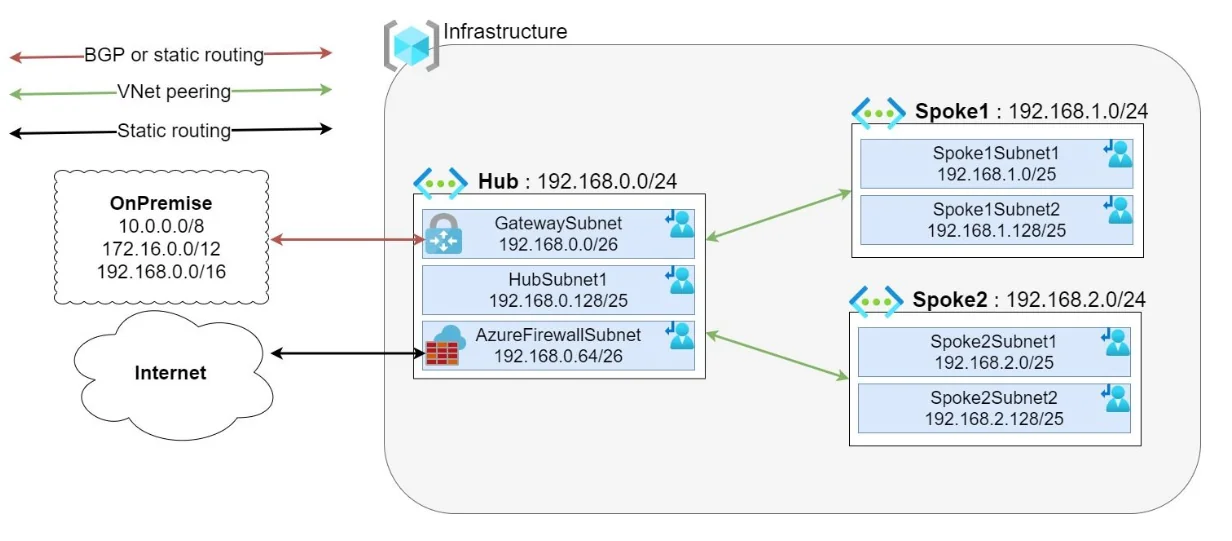 Infrastructure
BGP or static routing
VNet peering
Static routing
OnPremise
10.0.0.0/8
172.16.0.0/12
192.168.0.0/16
Internet
Hub : 192.168.0.0/24
GatewaySubnet
192.168.0.0/26
HubSubnet1
192.168.0.128/25
AzureFirewallSubnet
192.168.0.64/26
Spoke1 : 192.168.1.0/24
Spoke1Subnet1
192.168.1.0/25
Spoke1Subnet2
192.168.1.128/25
Spoke2 : 192.168.2.0/24
Spoke2Subnet1
192.168.2.0/25
Spoke2Subnet2
192.168.2.128/25